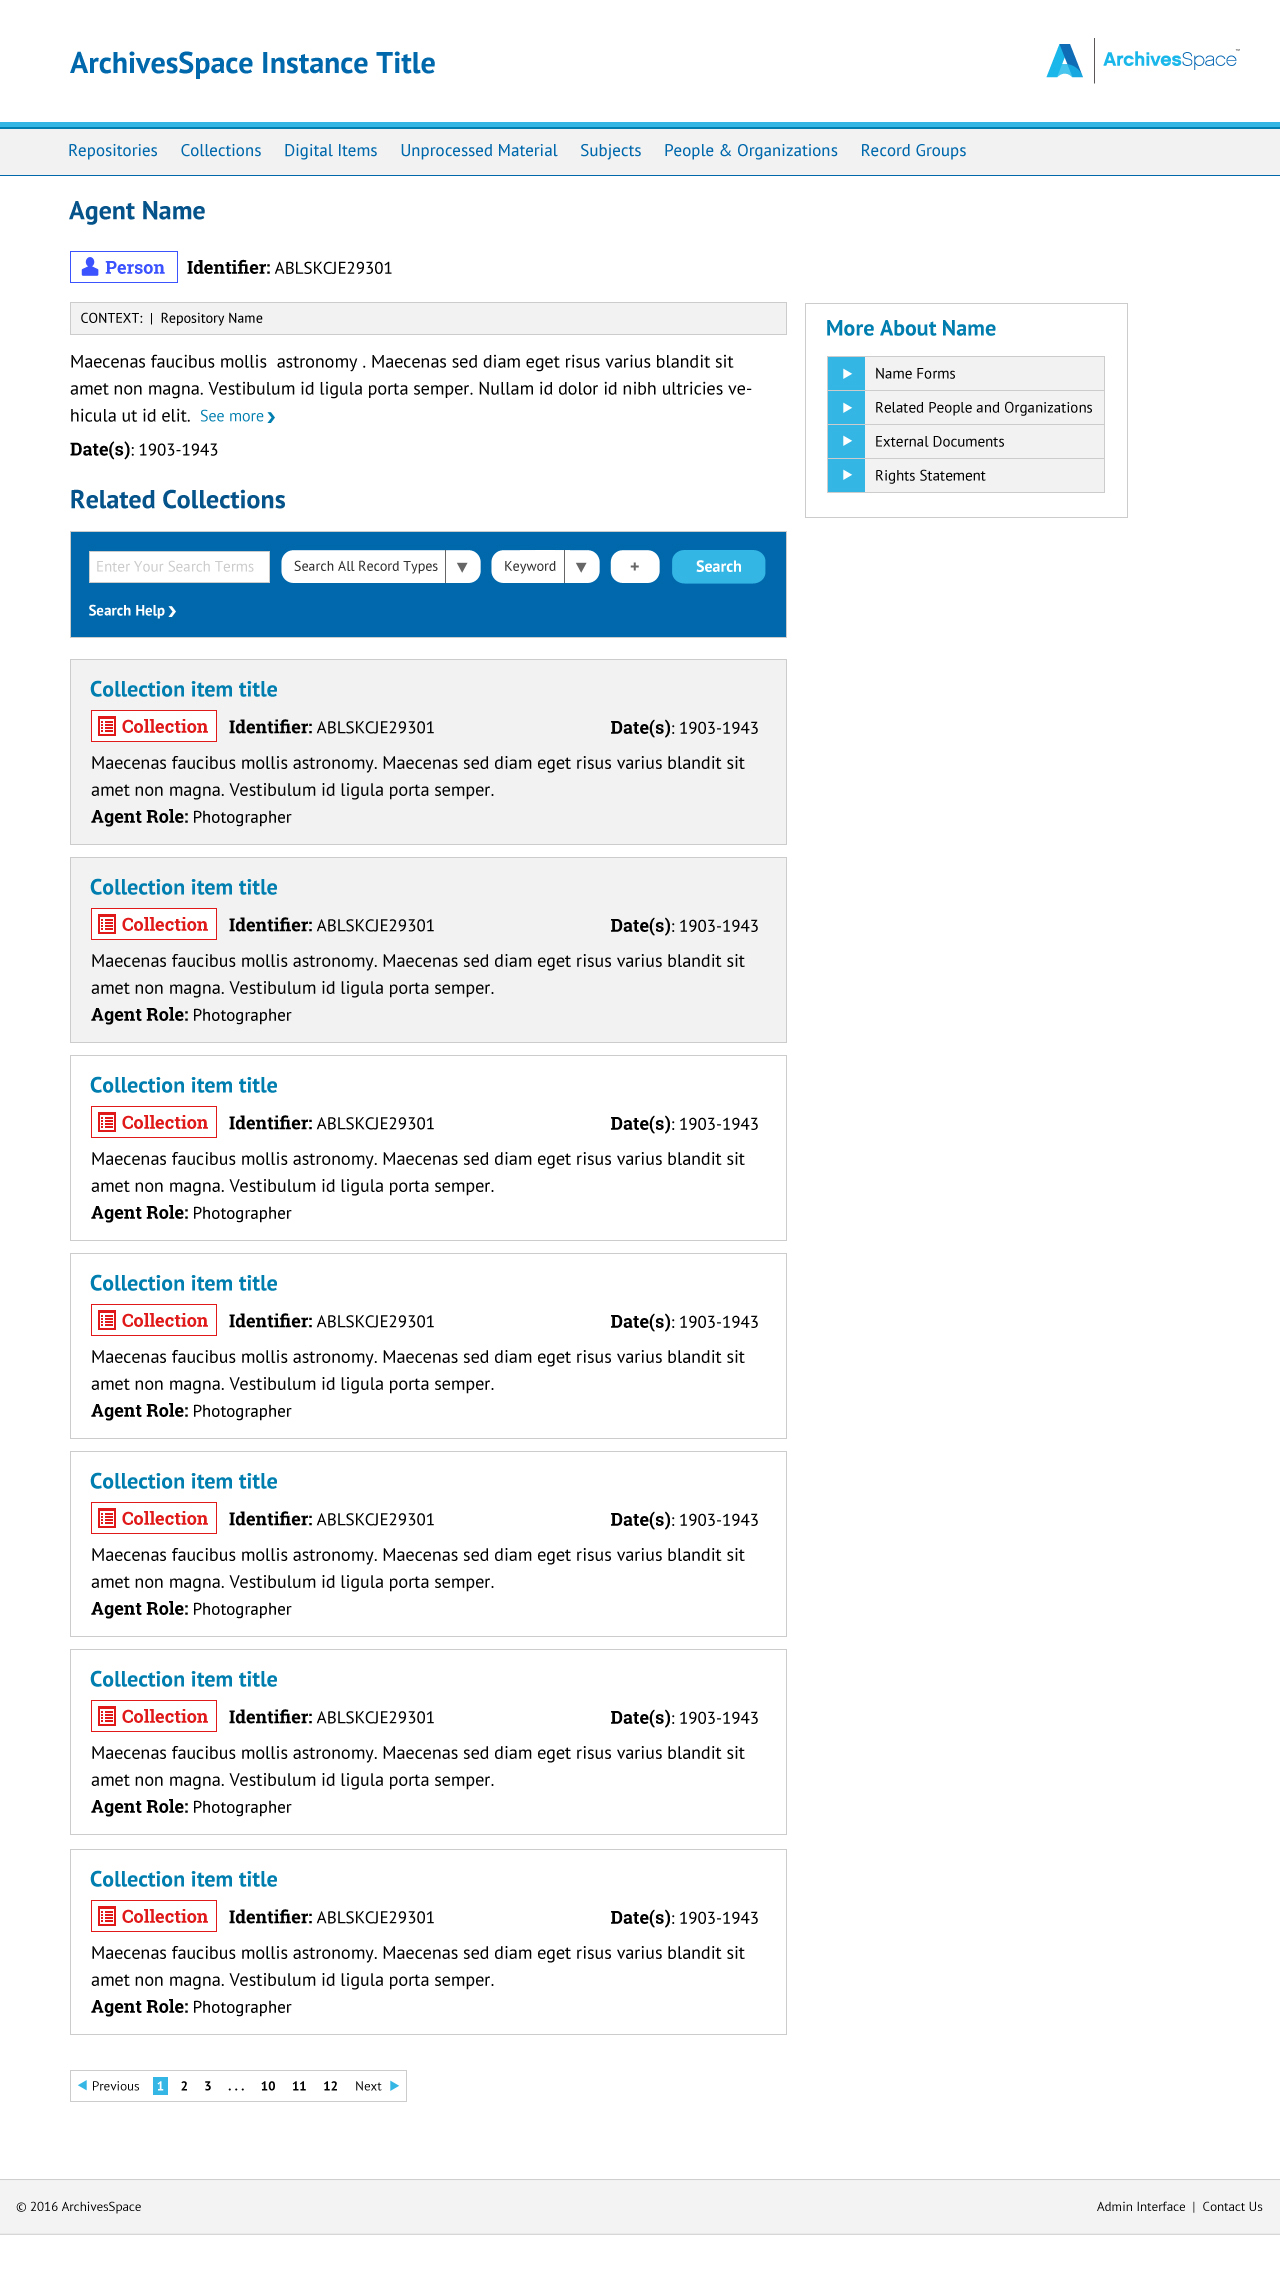 ArchivesSpace Instance Title
ArchivesSpace™
Repositories Collections Digital Items Unprocessed Material Subjects People & Organizations Record Groups
Agent Name
Person Identifier: ABLSKCJE29301
CONTEXT: | Repository Name
Maecenas faucibus mollis astronomy . Maecenas sed diam eget risus varius blandit sit
amet non magna. Vestibulum id ligula porta semper. Nullam id dolor id nibh ultricies ve-
hicula ut id elit. See more ❯
Date(s): 1903-1943
More About Name
Name Forms
Related People and Organizations
External Documents
Rights Statement
Related Collections
Enter Your Search Terms Search All Record Types ▼ Keyword ▼ + Search
Search Help ❯
Collection item title
Collection Identifier: ABLSKCJE29301 Date(s): 1903-1943
Maecenas faucibus mollis astronomy. Maecenas sed diam eget risus varius blandit sit
amet non magna. Vestibulum id ligula porta semper.
Agent Role: Photographer
Collection item title
Collection Identifier: ABLSKCJE29301 Date(s): 1903-1943
Maecenas faucibus mollis astronomy. Maecenas sed diam eget risus varius blandit sit
amet non magna. Vestibulum id ligula porta semper.
Agent Role: Photographer
Collection item title
Collection Identifier: ABLSKCJE29301 Date(s): 1903-1943
Maecenas faucibus mollis astronomy. Maecenas sed diam eget risus varius blandit sit
amet non magna. Vestibulum id ligula porta semper.
Agent Role: Photographer
Collection item title
Collection Identifier: ABLSKCJE29301 Date(s): 1903-1943
Maecenas faucibus mollis astronomy. Maecenas sed diam eget risus varius blandit sit
amet non magna. Vestibulum id ligula porta semper.
Agent Role: Photographer
Collection item title
Collection Identifier: ABLSKCJE29301 Date(s): 1903-1943
Maecenas faucibus mollis astronomy. Maecenas sed diam eget risus varius blandit sit
amet non magna. Vestibulum id ligula porta semper.
Agent Role: Photographer
Collection item title
Collection Identifier: ABLSKCJE29301 Date(s): 1903-1943
Maecenas faucibus mollis astronomy. Maecenas sed diam eget risus varius blandit sit
amet non magna. Vestibulum id ligula porta semper.
Agent Role: Photographer
Collection item title
Collection Identifier: ABLSKCJE29301 Date(s): 1903-1943
Maecenas faucibus mollis astronomy. Maecenas sed diam eget risus varius blandit sit
amet non magna. Vestibulum id ligula porta semper.
Agent Role: Photographer
Previous 1 2 3 . . . 10 11 12 Next
© 2016 ArchivesSpace Admin Interface | Contact Us